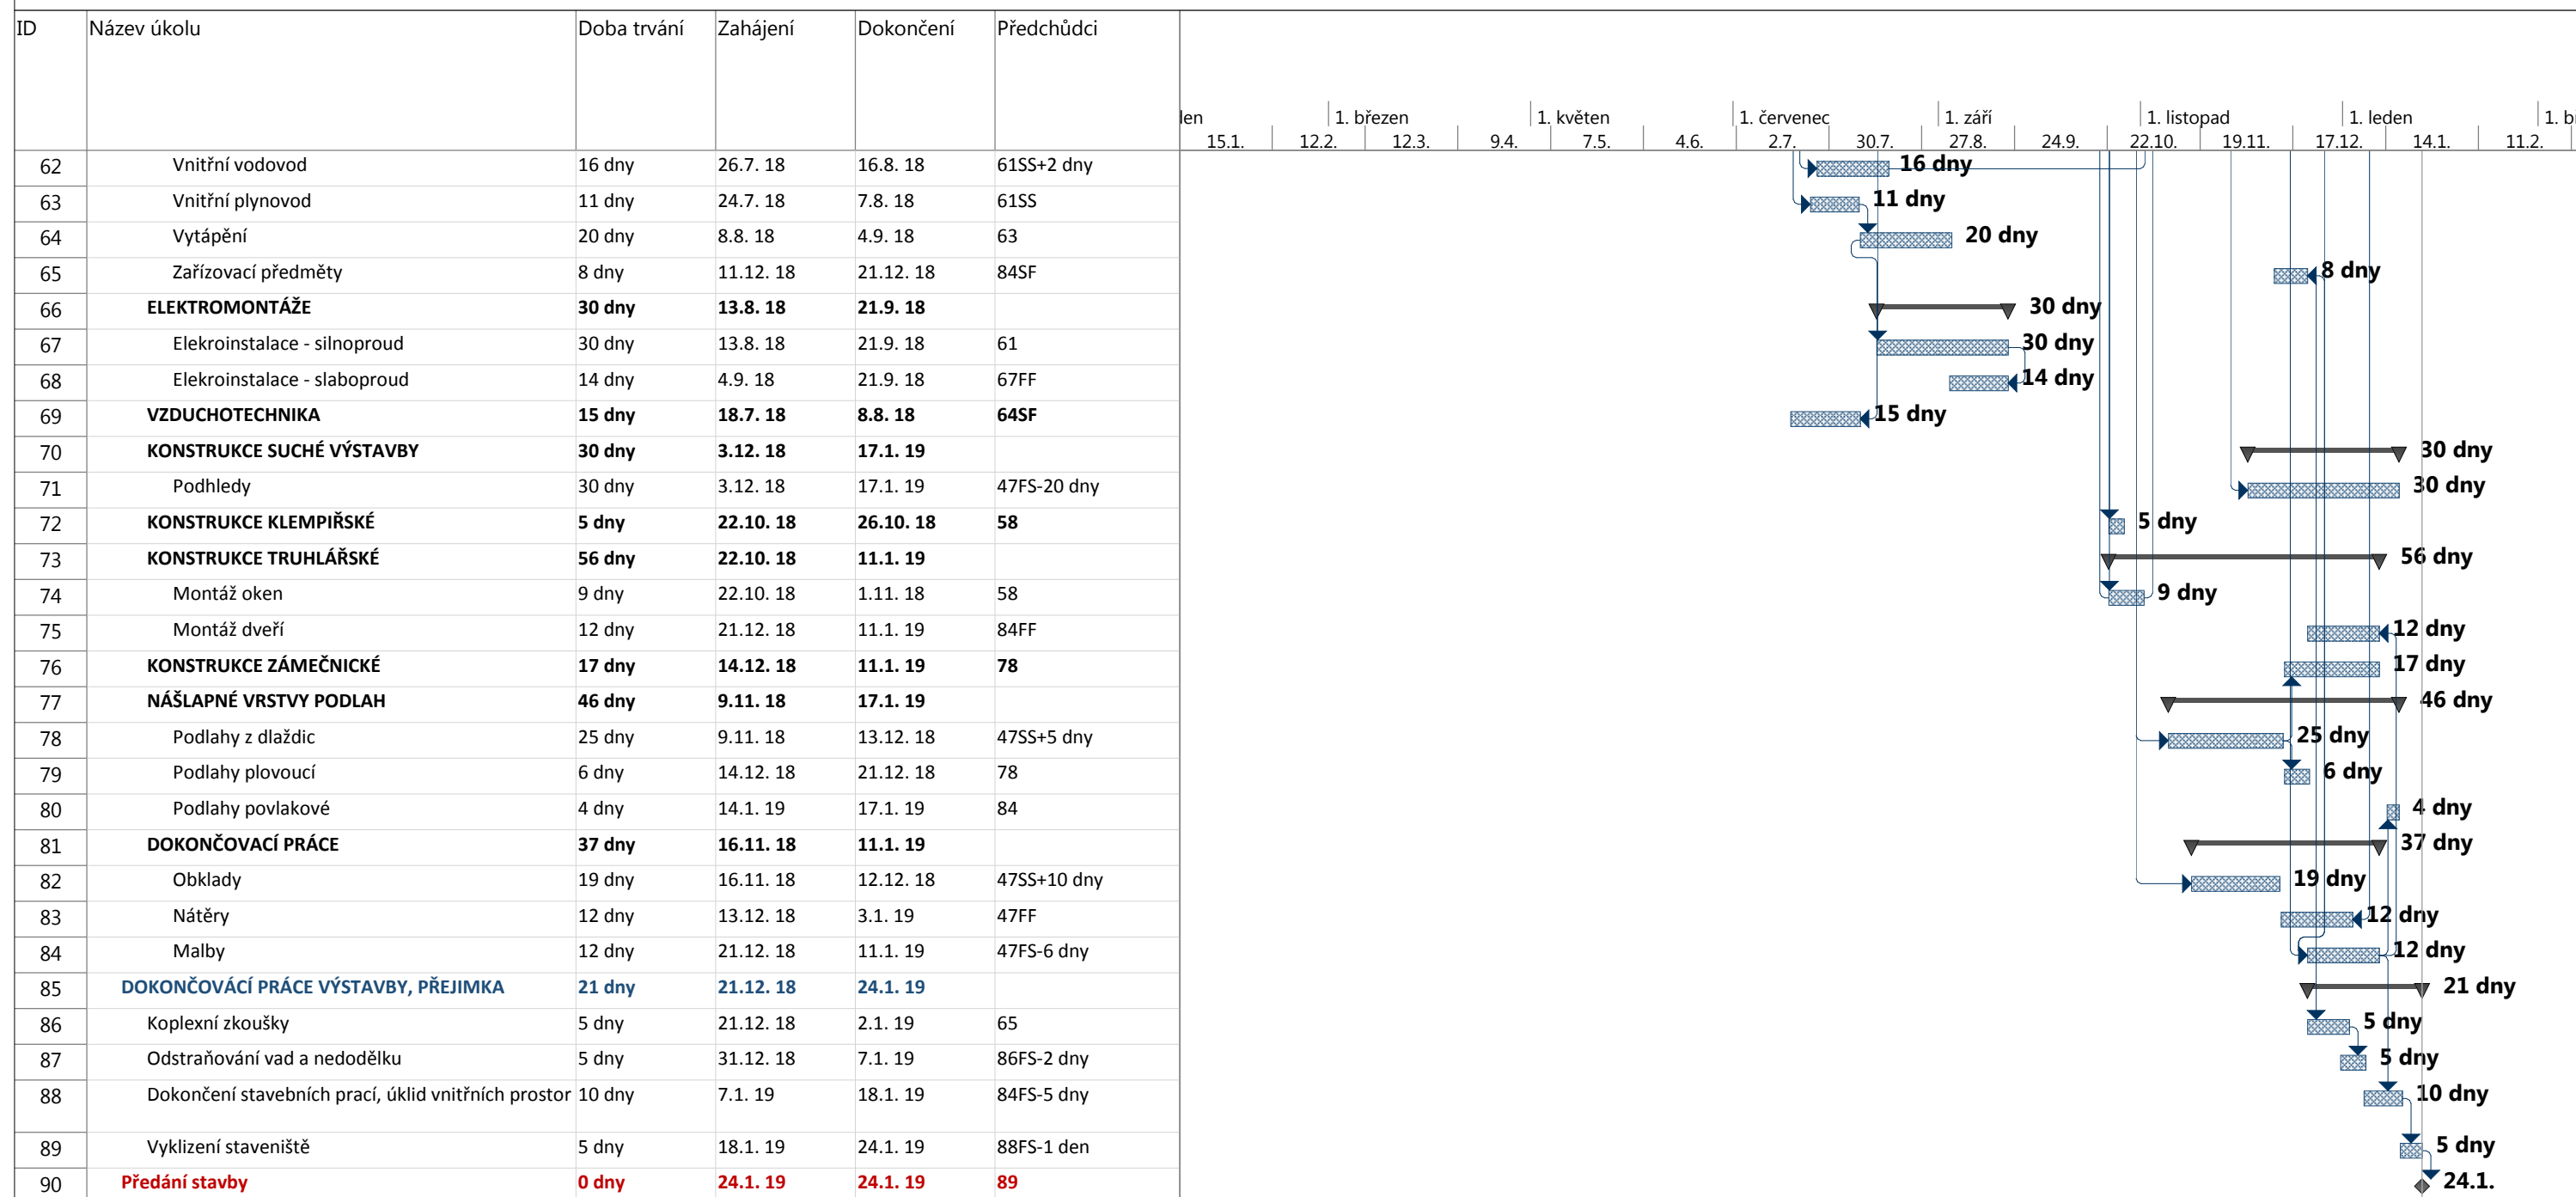 ID Název úkolu Doba trvání Zahájení Dokončení Předchůdci
len 1. březen 1. květen 1. červenec 1. září 1. listopad 1. leden 1. b
15.1. 12.2. 12.3. 9.4. 7.5. 4.6. 2.7. 30.7. 27.8. 24.9. 22.10. 19.11. 17.12. 14.1. 11.2.
62 Vnitřní vodovod 16 dny 26.7. 18 16.8. 18 61SS+2 dny 16 dny
63 Vnitřní plynovod 11 dny 24.7. 18 7.8. 18 61SS 11 dny
64 Vytápění 20 dny 8.8. 18 4.9. 18 63 20 dny
65 Zařízovací předměty 8 dny 11.12. 18 21.12. 18 84SF 8 dny
66 ELEKTROMONTÁŽE 30 dny 13.8. 18 21.9. 18 30 dny
67 Elekroinstalace - silnoproud 30 dny 13.8. 18 21.9. 18 61 30 dny
68 Elekroinstalace - slaboproud 14 dny 4.9. 18 21.9. 18 67FF 14 dny
69 VZDUCHOTECHNIKA 15 dny 18.7. 18 8.8. 18 64SF 15 dny
70 KONSTRUKCE SUCHÉ VÝSTAVBY 30 dny 3.12. 18 17.1. 19 30 dny
71 Podhledy 30 dny 3.12. 18 17.1. 19 47FS-20 dny 30 dny
72 KONSTRUKCE KLEMPIŘSKÉ 5 dny 22.10. 18 26.10. 18 58 5 dny
73 KONSTRUKCE TRUHLÁŘSKÉ 56 dny 22.10. 18 11.1. 19 56 dny
74 Montáž oken 9 dny 22.10. 18 1.11. 18 58 9 dny
75 Montáž dveří 12 dny 21.12. 18 11.1. 19 84FF 12 dny
76 KONSTRUKCE ZÁMEČNICKÉ 17 dny 14.12. 18 11.1. 19 78 17 dny
77 NÁŠLAPNÉ VRSTVY PODLAH 46 dny 9.11. 18 17.1. 19 46 dny
78 Podlahy z dlaždic 25 dny 9.11. 18 13.12. 18 47SS+5 dny 25 dny
79 Podlahy plovoucí 6 dny 14.12. 18 21.12. 18 78 6 dny
80 Podlahy povlakové 4 dny 14.1. 19 17.1. 19 84 4 dny
81 DOKONČOVACÍ PRÁCE 37 dny 16.11. 18 11.1. 19 37 dny
82 Obklady 19 dny 16.11. 18 12.12. 18 47SS+10 dny 19 dny
83 Nátěry 12 dny 13.12. 18 3.1. 19 47FF 12 dny
84 Malby 12 dny 21.12. 18 11.1. 19 47FS-6 dny 12 dny
85 DOKONČOVÁCÍ PRÁCE VÝSTAVBY, PŘEJIMKA 21 dny 21.12. 18 24.1. 19 21 dny
86 Koplexní zkoušky 5 dny 21.12. 18 2.1. 19 65 5 dny
87 Odstraňování vad a nedodělku 5 dny 31.12. 18 7.1. 19 86FS-2 dny 5 dny
88 Dokončení stavebních prací, úklid vnitřních prostor 10 dny 7.1. 19 18.1. 19 84FS-5 dny 10 dny
89 Vyklizení staveniště 5 dny 18.1. 19 24.1. 19 88FS-1 den 5 dny
90 Předání stavby 0 dny 24.1. 19 24.1. 19 89 24.1.